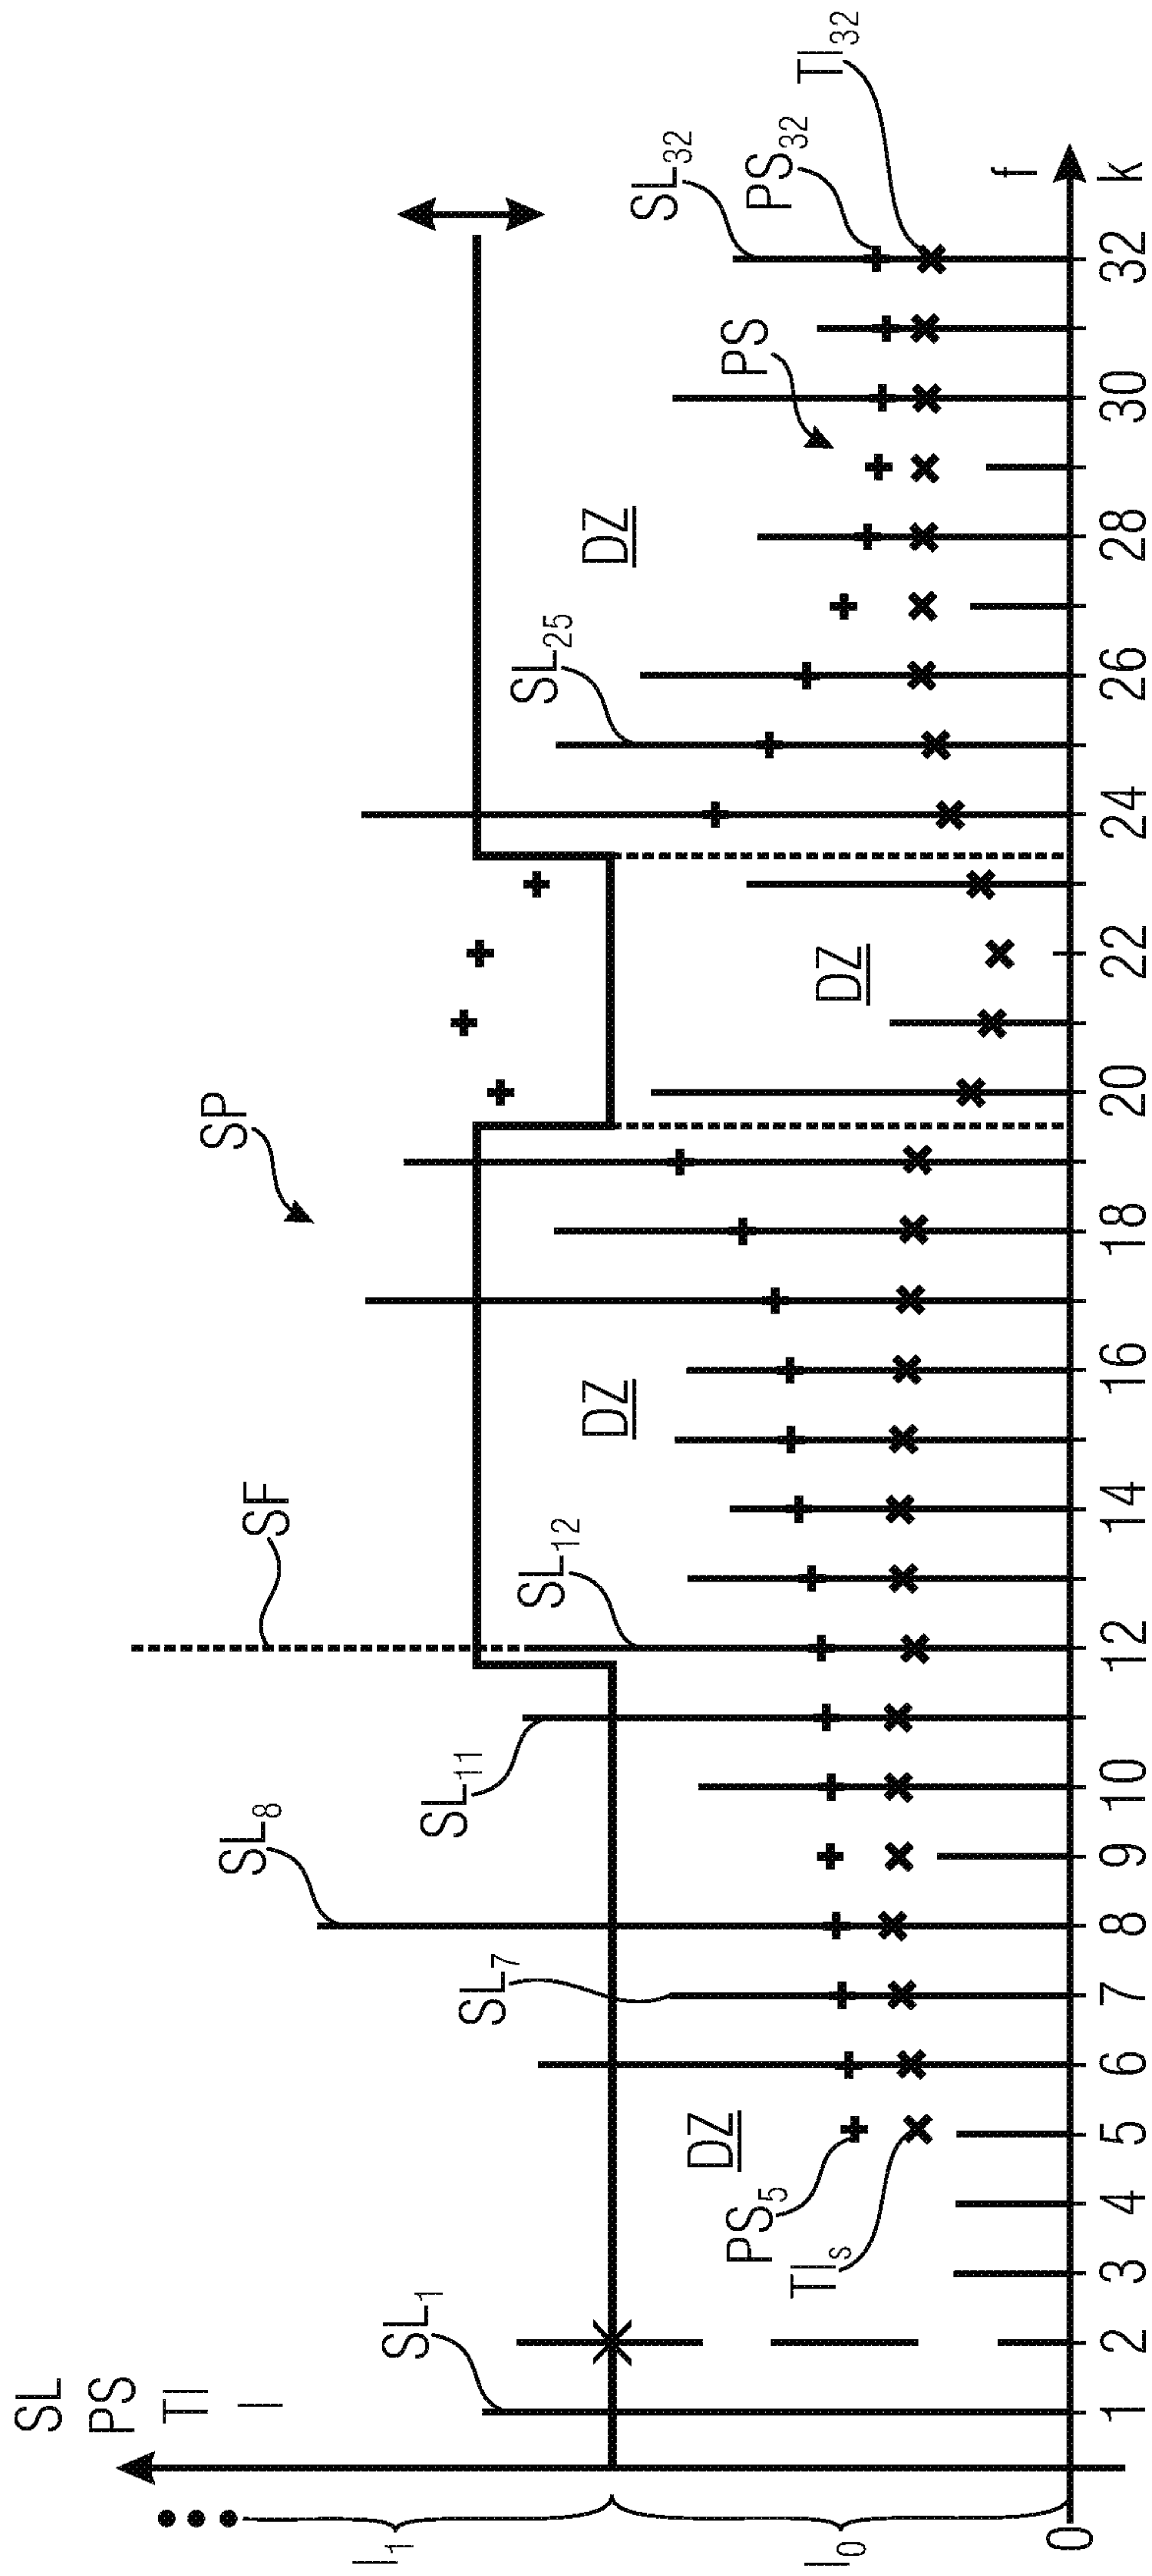 SL
PS
TI
I
SF
SP
SL₈
SL₁
SL₁₁
SL₇
SL₁₂
SL₂₅
SL₃₂
PS₃₂
TI₃₂
PS
DZ
DZ
DZ
DZ
PS₅
TIₛ
I₁
I₀
f
0
1 2 3 4 5 6 7 8 9 10 12 14 16 18 20 22 24 26 28 30 32 k